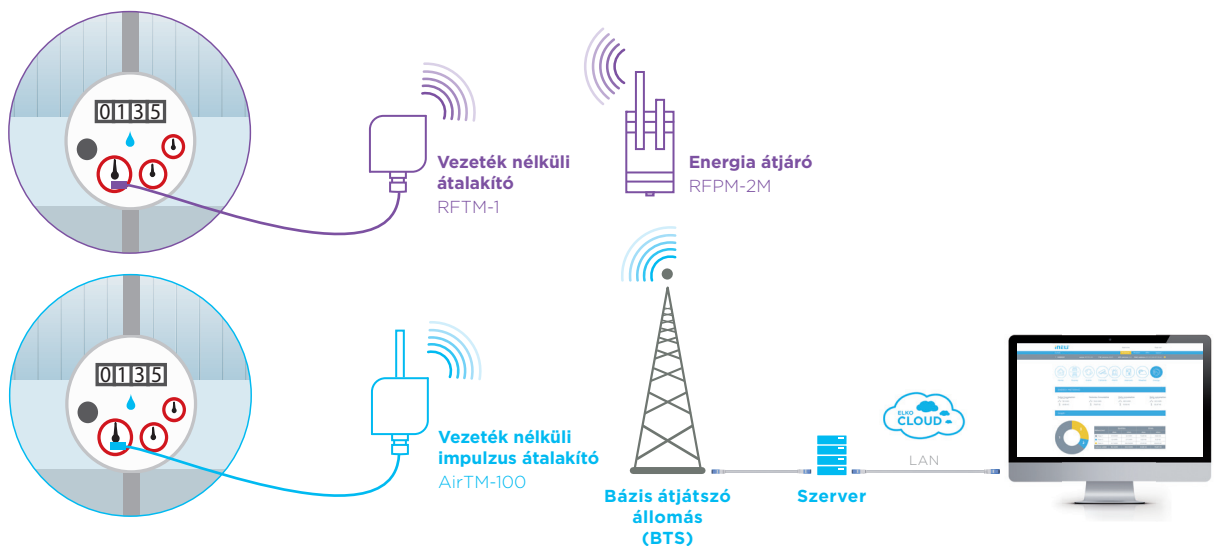 0135
Vezeték nélküli
átalakító
RFTM-1
Energia átjáró
RFPM-2M
0135
Vezeték nélküli
impulzus átalakító
AirTM-100
Bázis átjátszó
állomás
(BTS)
Szerver
ELKO
CLOUD
LAN